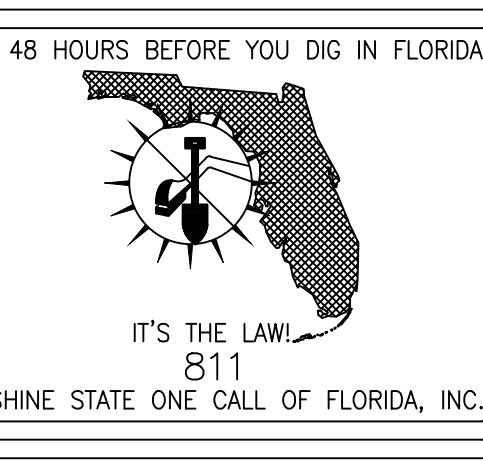 48 HOURS BEFORE YOU DIG IN FLORIDA
IT'S THE LAW!
811
SHINE STATE ONE CALL OF FLORIDA, INC.